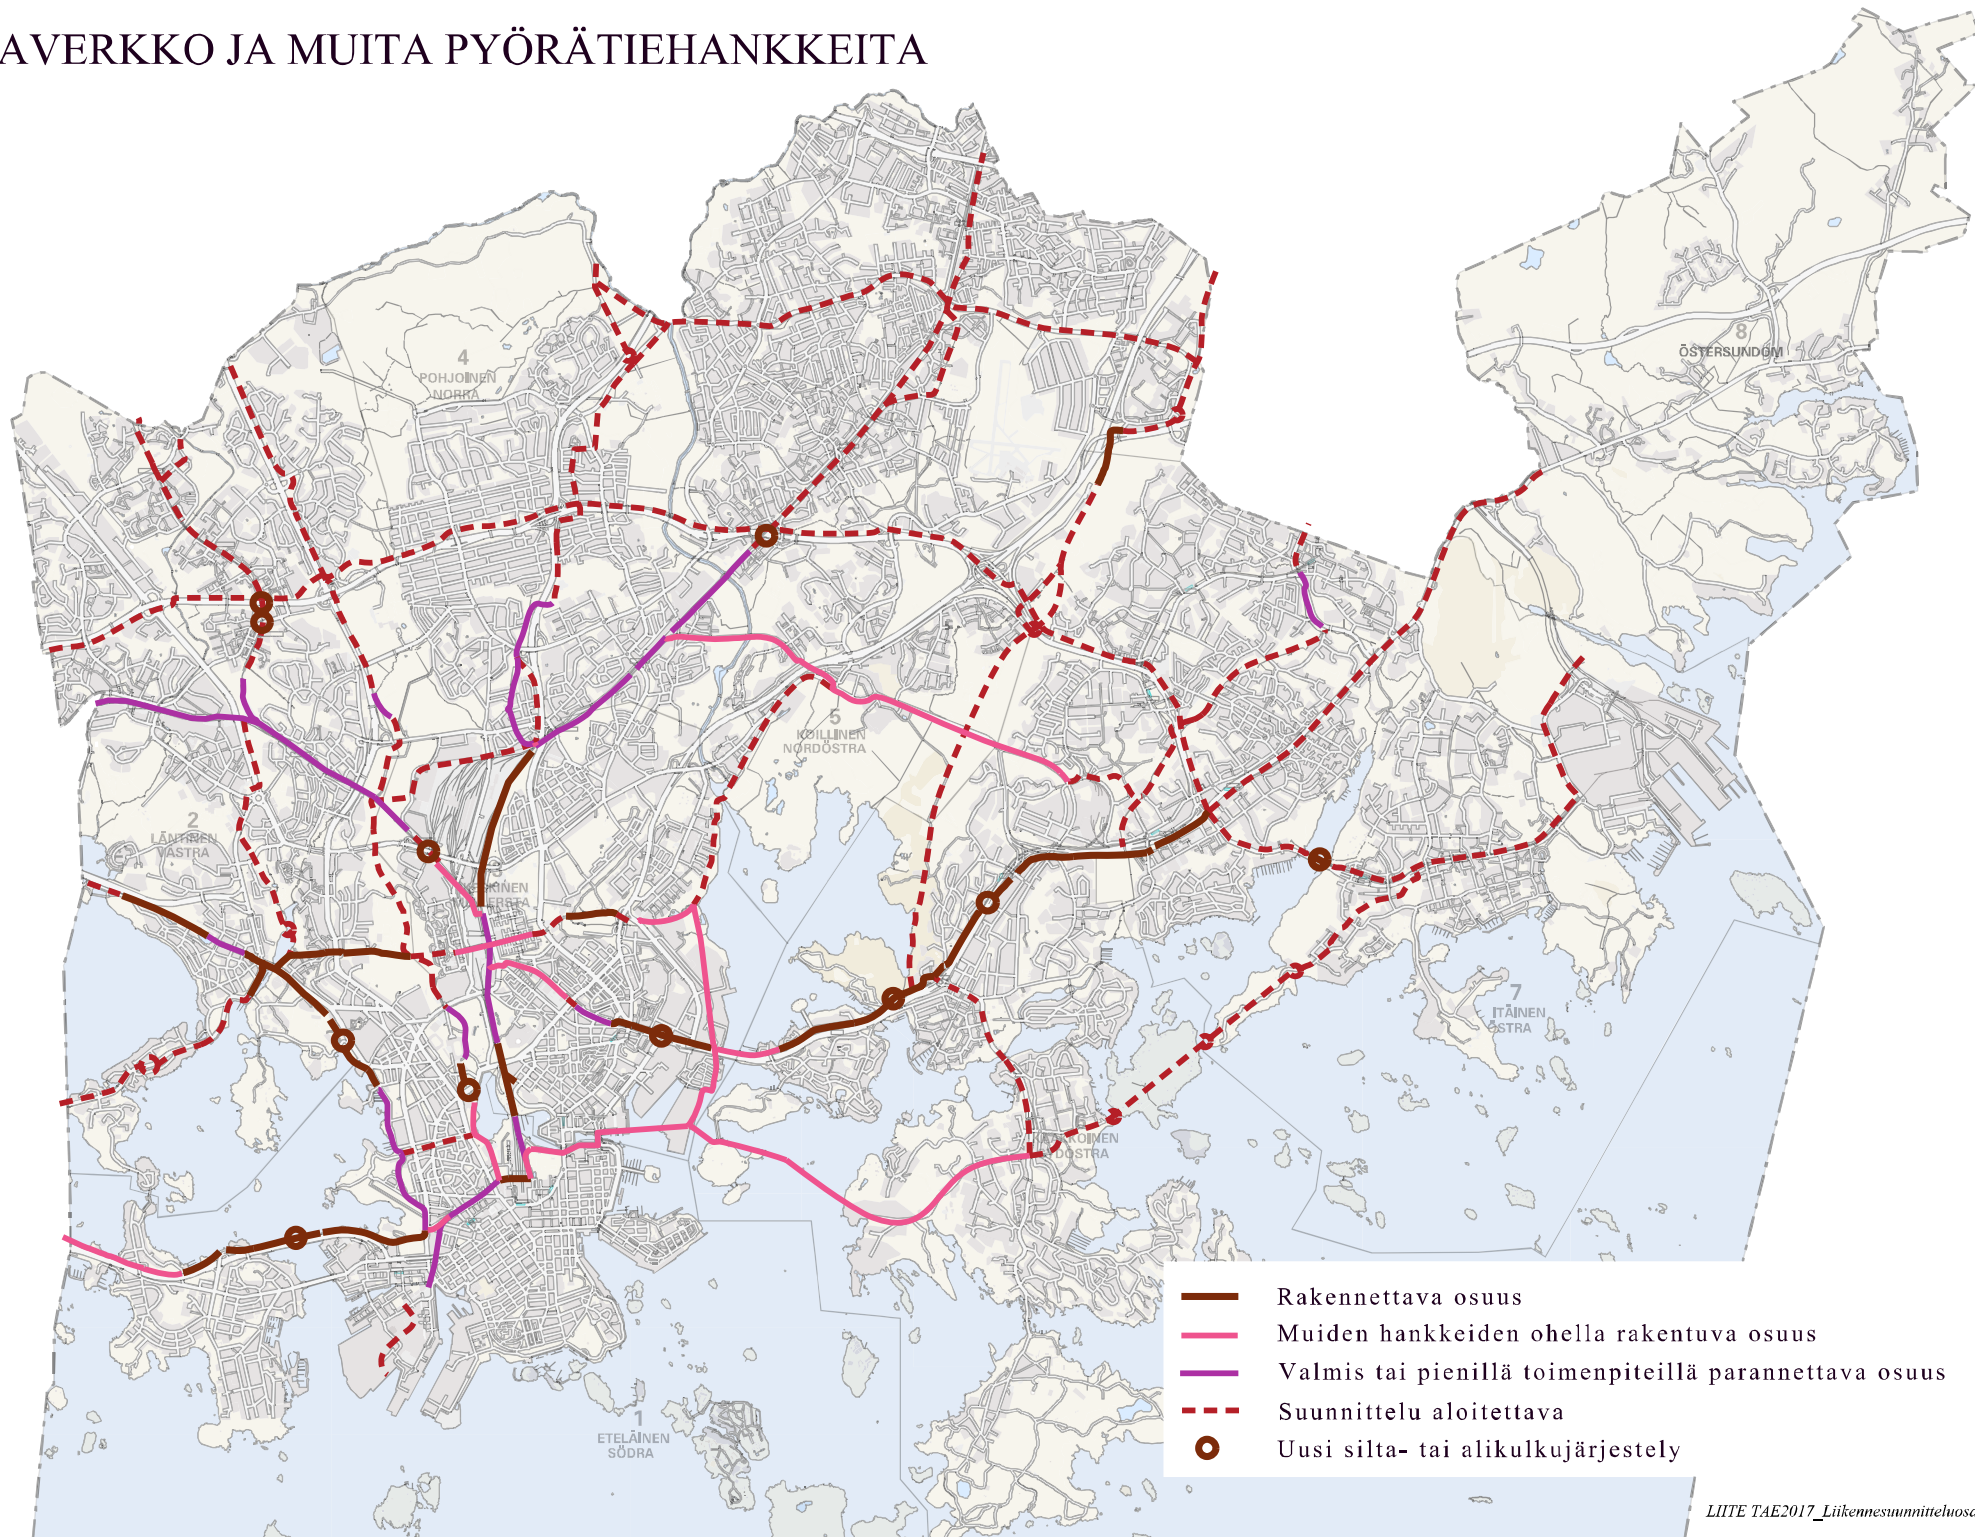 AVERKKO JA MUITA PYÖRÄTIEHANKKEITA
4
POHJOINEN
NORRA
8
ÖSTERSUNDOM
5
KOILLINEN
NORDÖSTRA
2
LÄNTINEN
VÄSTRA
7
ITÄINEN
ÖSTRA
1
ETELÄINEN
SÖDRA
Rakennettava osuus
Muiden hankkeiden ohella rakentuva osuus
Valmis tai pienillä toimenpiteillä parannettava osuus
Suunnittelu aloitettava
Uusi silta- tai alikulkujärjestely
LIITE TAE2017_Liikennesuunnitteluosa